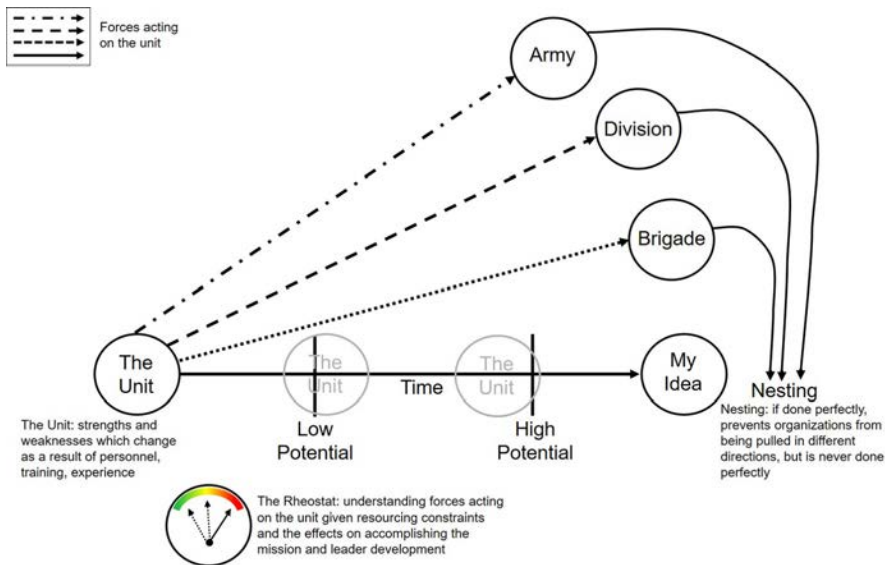 Forces acting
on the unit
Army
Division
Brigade
The
Unit
The
Unit
The
Unit
Time
My
Idea
Low
Potential
High
Potential
Nesting
Nesting: if done perfectly,
prevents organizations from
being pulled in different
directions, but is never done
perfectly
The Unit: strengths and
weaknesses which change
as a result of personnel,
training, experience
The Rheostat: understanding forces acting
on the unit given resourcing constraints
and the effects on accomplishing the
mission and leader development